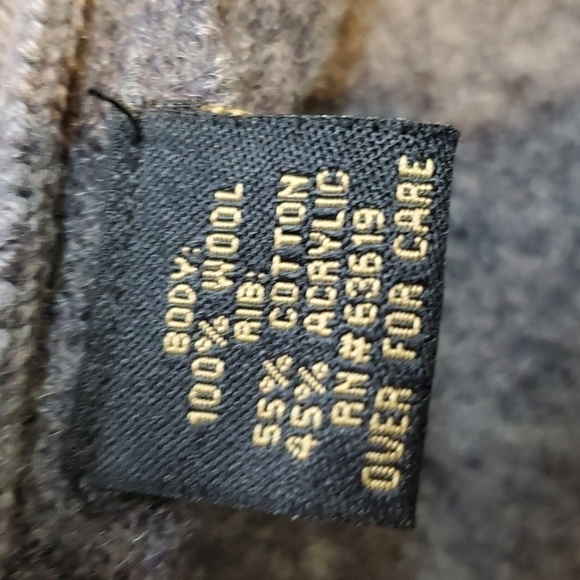 BODY:
100% WOOL
RIB:
55% COTTON
45% ACRYLIC
RN#63619
OVER FOR CARE